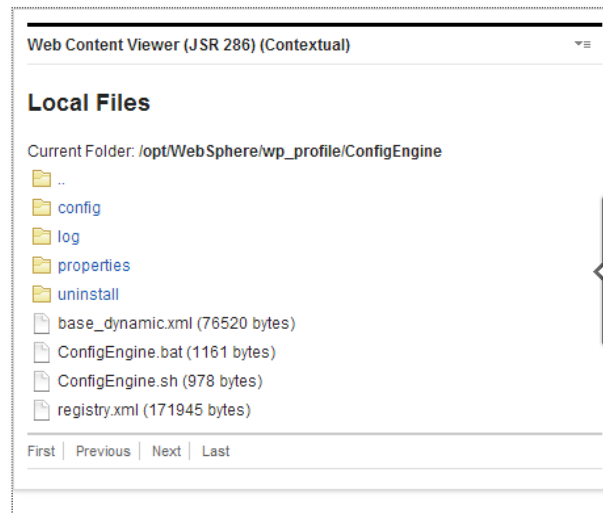 Web Content Viewer (JSR 286) (Contextual)
Local Files
Current Folder: /opt/WebSphere/wp_profile/ConfigEngine
..
config
log
properties
uninstall
base_dynamic.xml (76520 bytes)
ConfigEngine.bat (1161 bytes)
ConfigEngine.sh (978 bytes)
registry.xml (171945 bytes)
First | Previous | Next | Last